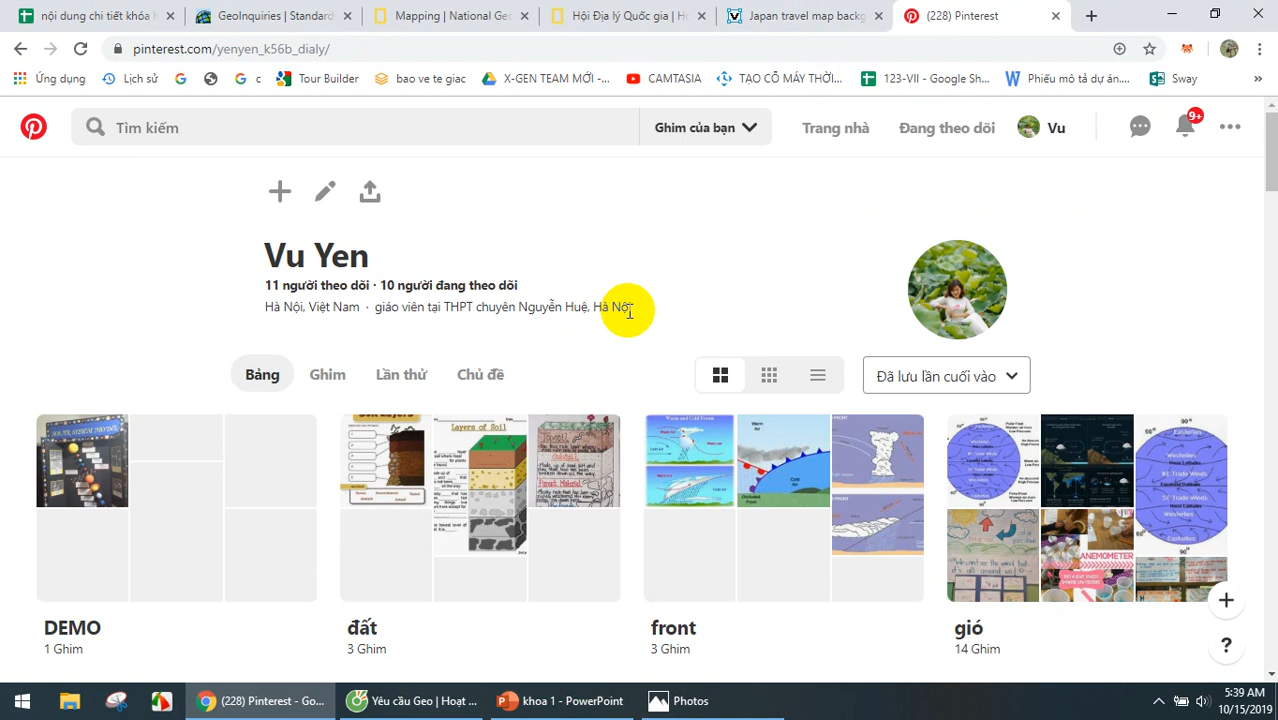 nội dung chi tiết khóa h
GeoInquiries | Standard
Mapping | National Geo
Hội Địa lý Quốc gia | Ho
Japan travel map backg
(228) Pinterest
pinterest.com/yenyen_k56b_dialy/
Ứng dụng Lịch sử c Tour Builder bao ve te giac X-GEN TEAM MỚI -... CAMTASIA TẠO CỖ MÁY THỜI... 123-VII - Google Sh... Phiếu mô tả dự án.... Sway »
Tìm kiếm Ghim của bạn Trang nhà Đang theo dõi Vu 9+
Vu Yen
11 người theo dõi · 10 người đang theo dõi
Hà Nội, Việt Nam · giáo viên tại THPT chuyên Nguyễn Huệ, Hà Nội
Bảng Ghim Lần thử Chủ đề Đã lưu lần cuối vào
Layers of Soil
ANEMOMETER
DEMO đất front gió
1 Ghim 3 Ghim 3 Ghim 14 Ghim
?
(228) Pinterest - Go... Yêu cầu Geo | Hoạt ... khoa 1 - PowerPoint Photos
5:39 AM
10/15/2019